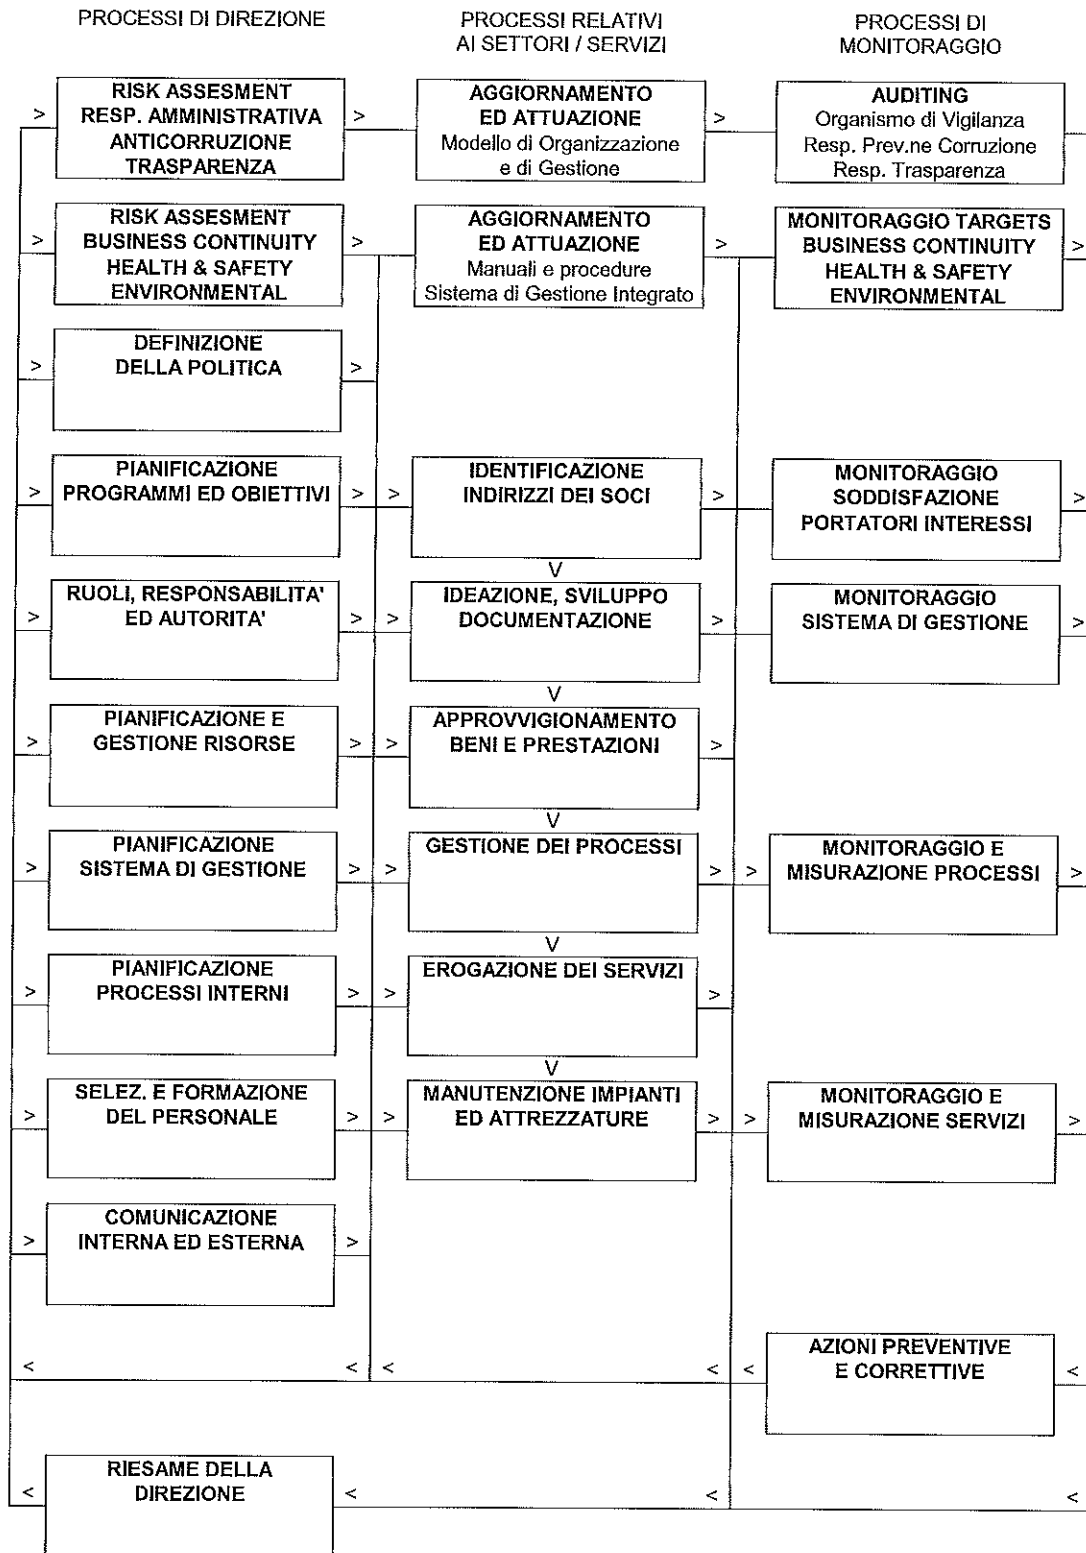 PROCESSI DI DIREZIONE
PROCESSI RELATIVI
AI SETTORI / SERVIZI
PROCESSI DI
MONITORAGGIO
RISK ASSESMENT
RESP. AMMINISTRATIVA
ANTICORRUZIONE
TRASPARENZA
AGGIORNAMENTO
ED ATTUAZIONE
Modello di Organizzazione
e di Gestione
AUDITING
Organismo di Vigilanza
Resp. Prev.ne Corruzione
Resp. Trasparenza
> > >
RISK ASSESMENT
BUSINESS CONTINUITY
HEALTH & SAFETY
ENVIRONMENTAL
AGGIORNAMENTO
ED ATTUAZIONE
Manuali e procedure
Sistema di Gestione Integrato
MONITORAGGIO TARGETS
BUSINESS CONTINUITY
HEALTH & SAFETY
ENVIRONMENTAL
> > > >
DEFINIZIONE
DELLA POLITICA
> >
PIANIFICAZIONE
PROGRAMMI ED OBIETTIVI
IDENTIFICAZIONE
INDIRIZZI DEI SOCI
MONITORAGGIO
SODDISFAZIONE
PORTATORI INTERESSI
> > > > >
V
RUOLI, RESPONSABILITA'
ED AUTORITA'
IDEAZIONE, SVILUPPO
DOCUMENTAZIONE
MONITORAGGIO
SISTEMA DI GESTIONE
> > > > >
V
PIANIFICAZIONE E
GESTIONE RISORSE
APPROVVIGIONAMENTO
BENI E PRESTAZIONI
> > > >
V
PIANIFICAZIONE
SISTEMA DI GESTIONE
GESTIONE DEI PROCESSI
MONITORAGGIO E
MISURAZIONE PROCESSI
> > > > > >
V
PIANIFICAZIONE
PROCESSI INTERNI
EROGAZIONE DEI SERVIZI
> > > >
V
SELEZ. E FORMAZIONE
DEL PERSONALE
MANUTENZIONE IMPIANTI
ED ATTREZZATURE
MONITORAGGIO E
MISURAZIONE SERVIZI
> > > > > >
COMUNICAZIONE
INTERNA ED ESTERNA
> >
AZIONI PREVENTIVE
E CORRETTIVE
< < < < < <
RIESAME DELLA
DIREZIONE
< < < <